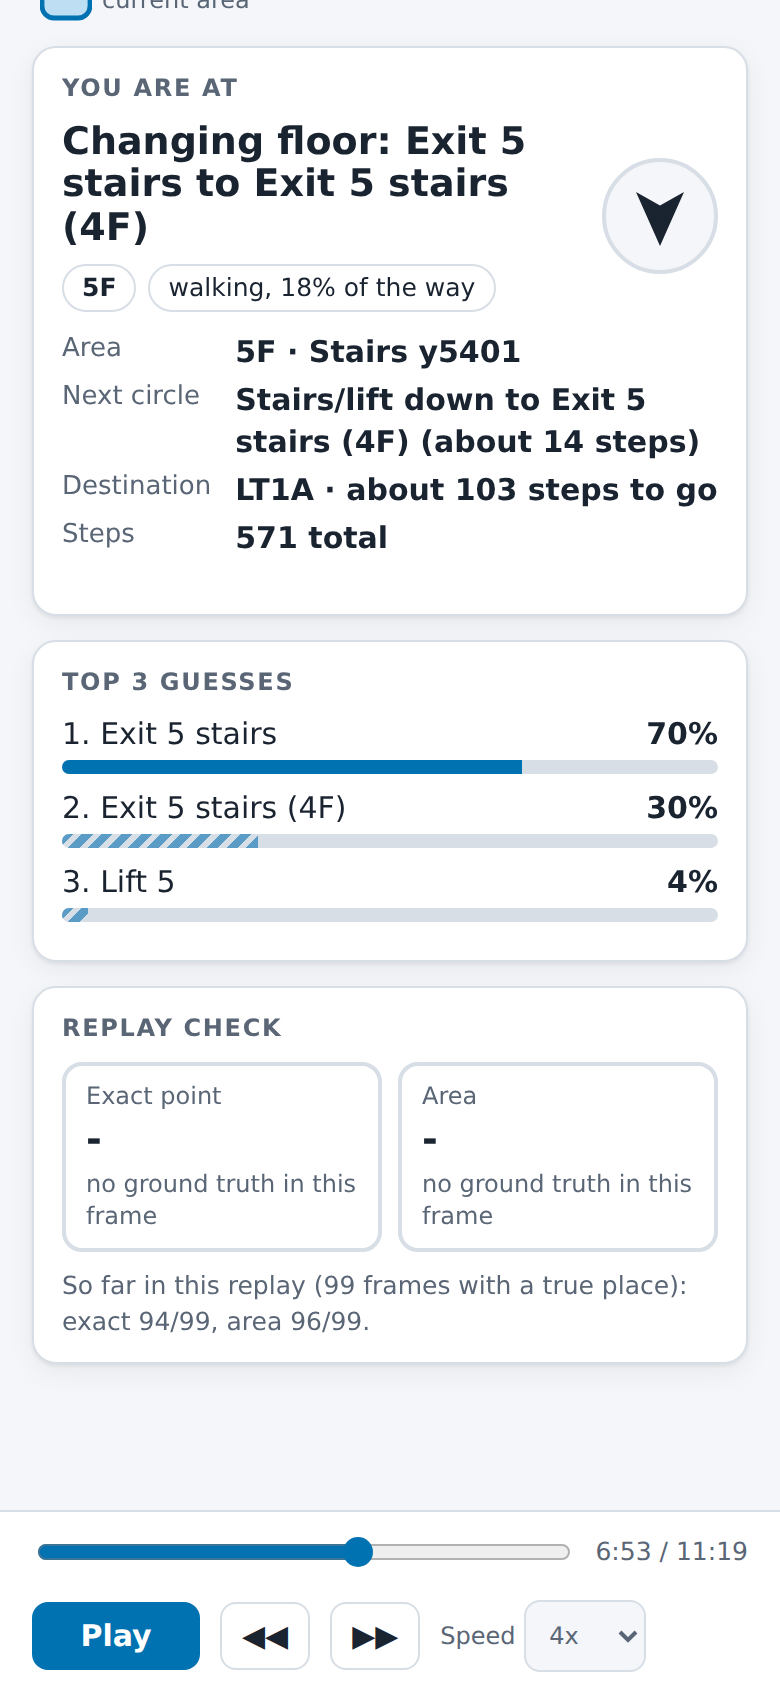 current area
YOU ARE AT
Changing floor: Exit 5
stairs to Exit 5 stairs
(4F)
5F
walking, 18% of the way
Area
5F · Stairs y5401
Next circle
Stairs/lift down to Exit 5
stairs (4F) (about 14 steps)
Destination
LT1A · about 103 steps to go
Steps
571 total
TOP 3 GUESSES
1. Exit 5 stairs
70%
2. Exit 5 stairs (4F)
30%
3. Lift 5
4%
REPLAY CHECK
Exact point
-
no ground truth in this
frame
Area
-
no ground truth in this
frame
So far in this replay (99 frames with a true place):
exact 94/99, area 96/99.
6:53 / 11:19
Play
Speed
4x